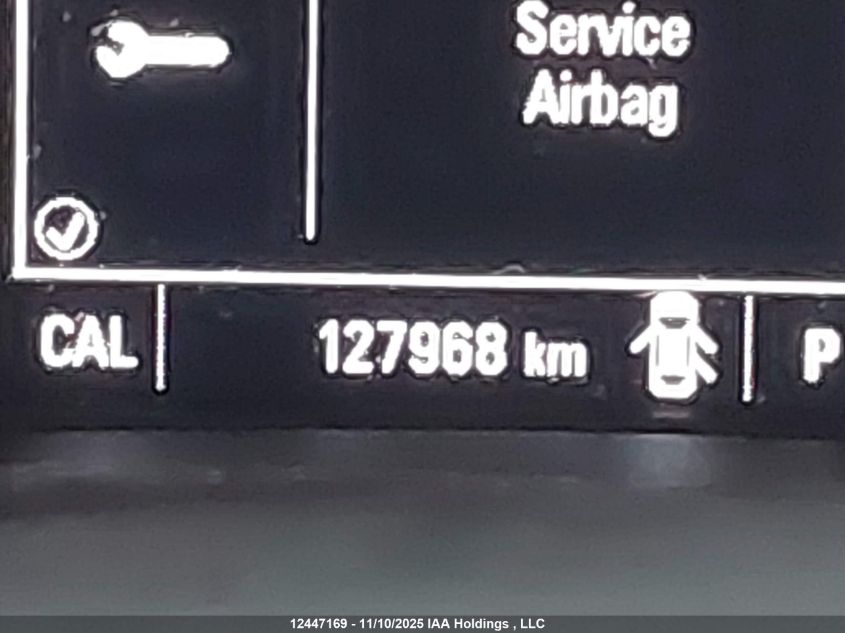 Service
Airbag
CAL 127968 km P
12447169 - 11/10/2025 IAA Holdings , LLC